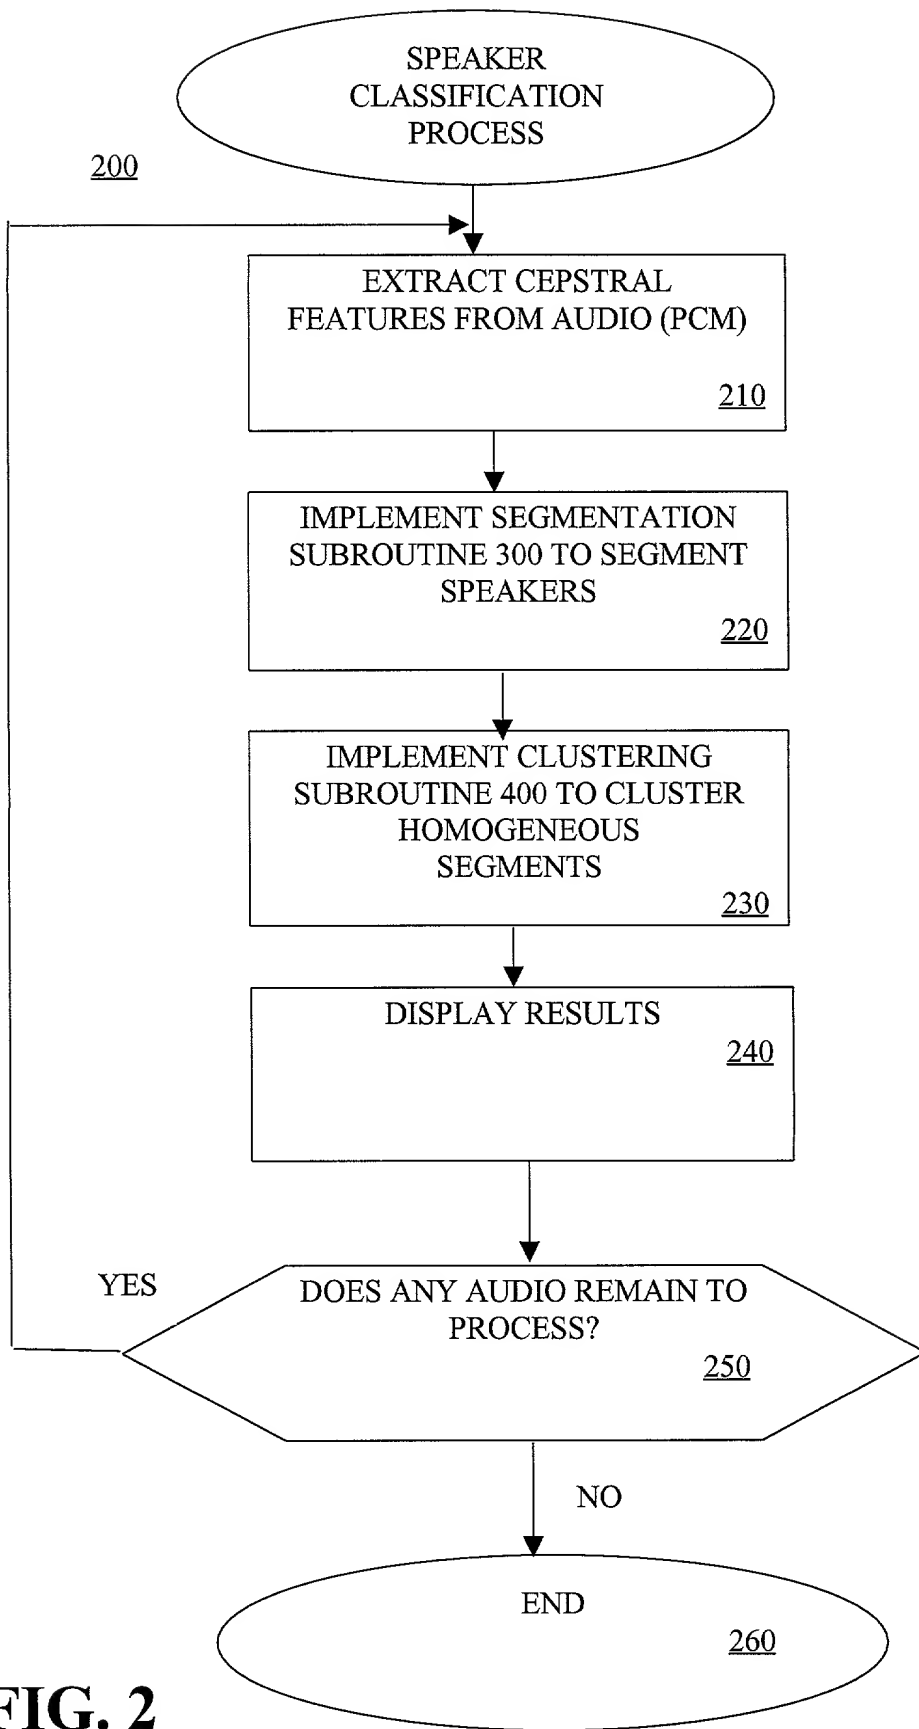 SPEAKER
CLASSIFICATION
PROCESS
200
EXTRACT CEPSTRAL
FEATURES FROM AUDIO (PCM)
210
IMPLEMENT SEGMENTATION
SUBROUTINE 300 TO SEGMENT
SPEAKERS
220
IMPLEMENT CLUSTERING
SUBROUTINE 400 TO CLUSTER
HOMOGENEOUS
SEGMENTS
230
DISPLAY RESULTS
240
YES
DOES ANY AUDIO REMAIN TO
PROCESS?
250
NO
END
260
FIG. 2